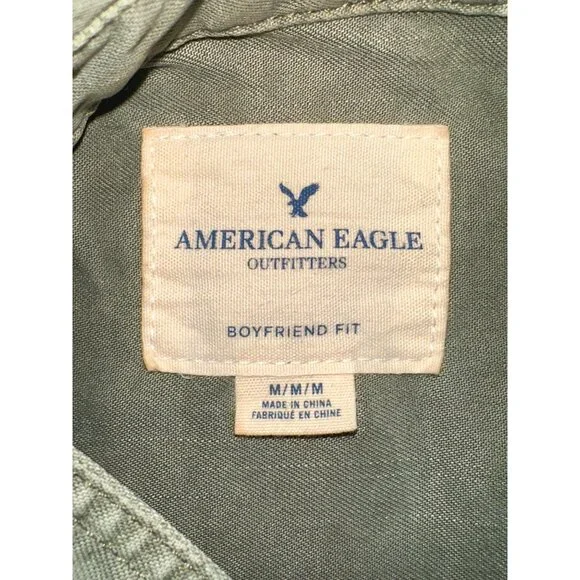 AMERICAN EAGLE
OUTFITTERS
BOYFRIEND FIT
M/M/M
MADE IN CHINA
FABRIQUÉ EN CHINE